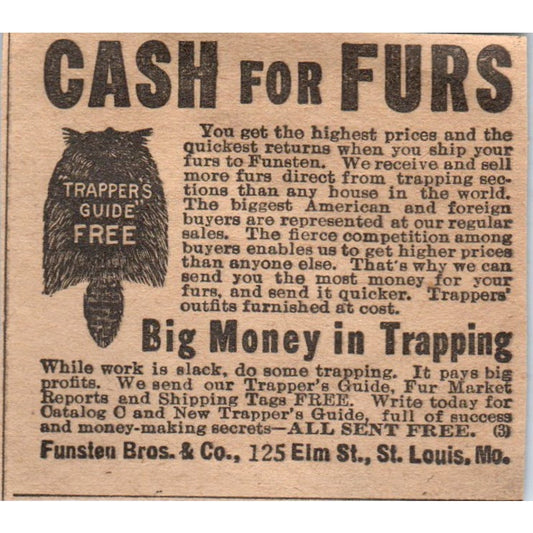 CASH FOR FURS
"TRAPPER'S
GUIDE"
FREE
You get the highest prices and the
quickest returns when you ship your
furs to Funsten. We receive and sell
more furs direct from trapping sec-
tions than any house in the world.
The biggest American and foreign
buyers are represented at our regular
sales. The fierce competition among
buyers enables us to get higher prices
than anyone else. That's why we can
send you the most money for your
furs, and send it quicker. Trappers'
outfits furnished at cost.
Big Money in Trapping
While work is slack, do some trapping. It pays big
profits. We send our Trapper's Guide, Fur Market
Reports and Shipping Tags FREE. Write today for
Catalog C and New Trapper's Guide, full of success
and money-making secrets—ALL SENT FREE. (3)
Funsten Bros. & Co., 125 Elm St., St. Louis, Mo.